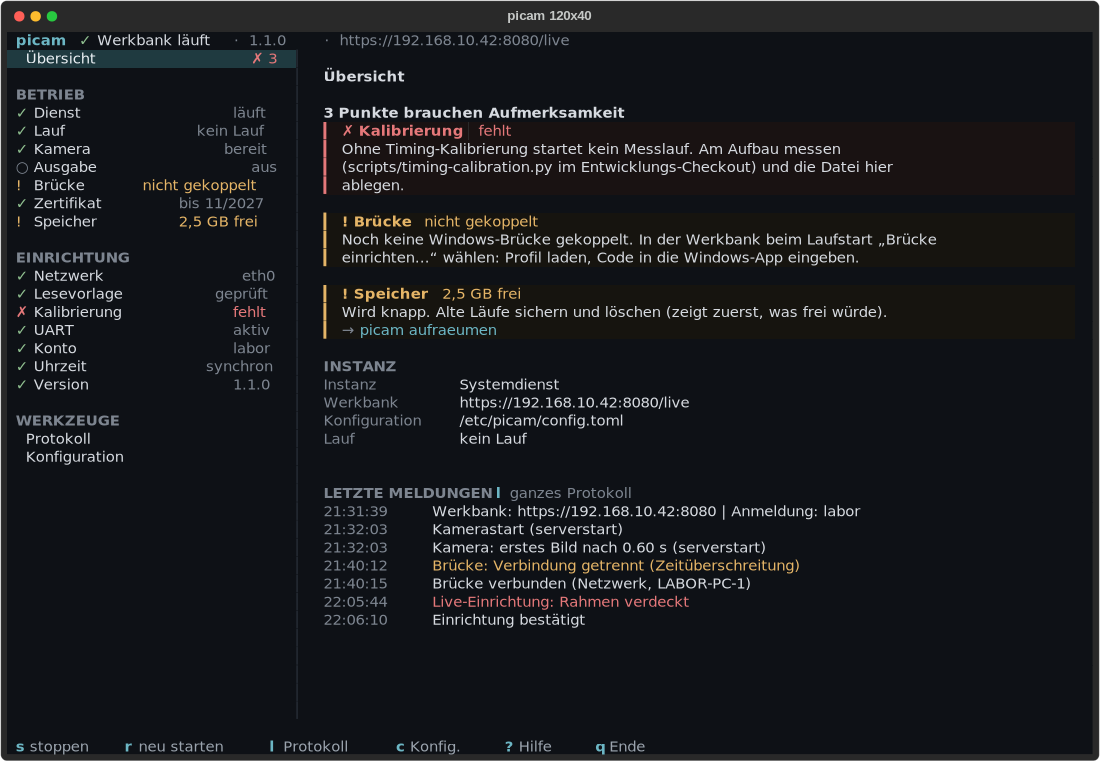 picam 120x40
picam ✓ Werkbank läuft · 1.1.0 · https://192.168.10.42:8080/live
Übersicht ✗ 3
BETRIEB
✓ Dienst läuft
✓ Lauf kein Lauf
✓ Kamera bereit
○ Ausgabe aus
! Brücke nicht gekoppelt
✓ Zertifikat bis 11/2027
! Speicher 2,5 GB frei
EINRICHTUNG
✓ Netzwerk eth0
✓ Lesevorlage geprüft
✗ Kalibrierung fehlt
✓ UART aktiv
✓ Konto labor
✓ Uhrzeit synchron
✓ Version 1.1.0
WERKZEUGE
Protokoll
Konfiguration
Übersicht
3 Punkte brauchen Aufmerksamkeit
✗ Kalibrierung fehlt
Ohne Timing-Kalibrierung startet kein Messlauf. Am Aufbau messen
(scripts/timing-calibration.py im Entwicklungs-Checkout) und die Datei hier
ablegen.
! Brücke nicht gekoppelt
Noch keine Windows-Brücke gekoppelt. In der Werkbank beim Laufstart „Brücke
einrichten…“ wählen: Profil laden, Code in die Windows-App eingeben.
! Speicher 2,5 GB frei
Wird knapp. Alte Läufe sichern und löschen (zeigt zuerst, was frei würde).
→ picam aufraeumen
INSTANZ
Instanz Systemdienst
Werkbank https://192.168.10.42:8080/live
Konfiguration /etc/picam/config.toml
Lauf kein Lauf
LETZTE MELDUNGEN l ganzes Protokoll
21:31:39 Werkbank: https://192.168.10.42:8080 | Anmeldung: labor
21:32:03 Kamerastart (serverstart)
21:32:03 Kamera: erstes Bild nach 0.60 s (serverstart)
21:40:12 Brücke: Verbindung getrennt (Zeitüberschreitung)
21:40:15 Brücke verbunden (Netzwerk, LABOR-PC-1)
22:05:44 Live-Einrichtung: Rahmen verdeckt
22:06:10 Einrichtung bestätigt
s stoppen r neu starten l Protokoll c Konfig. ? Hilfe q Ende